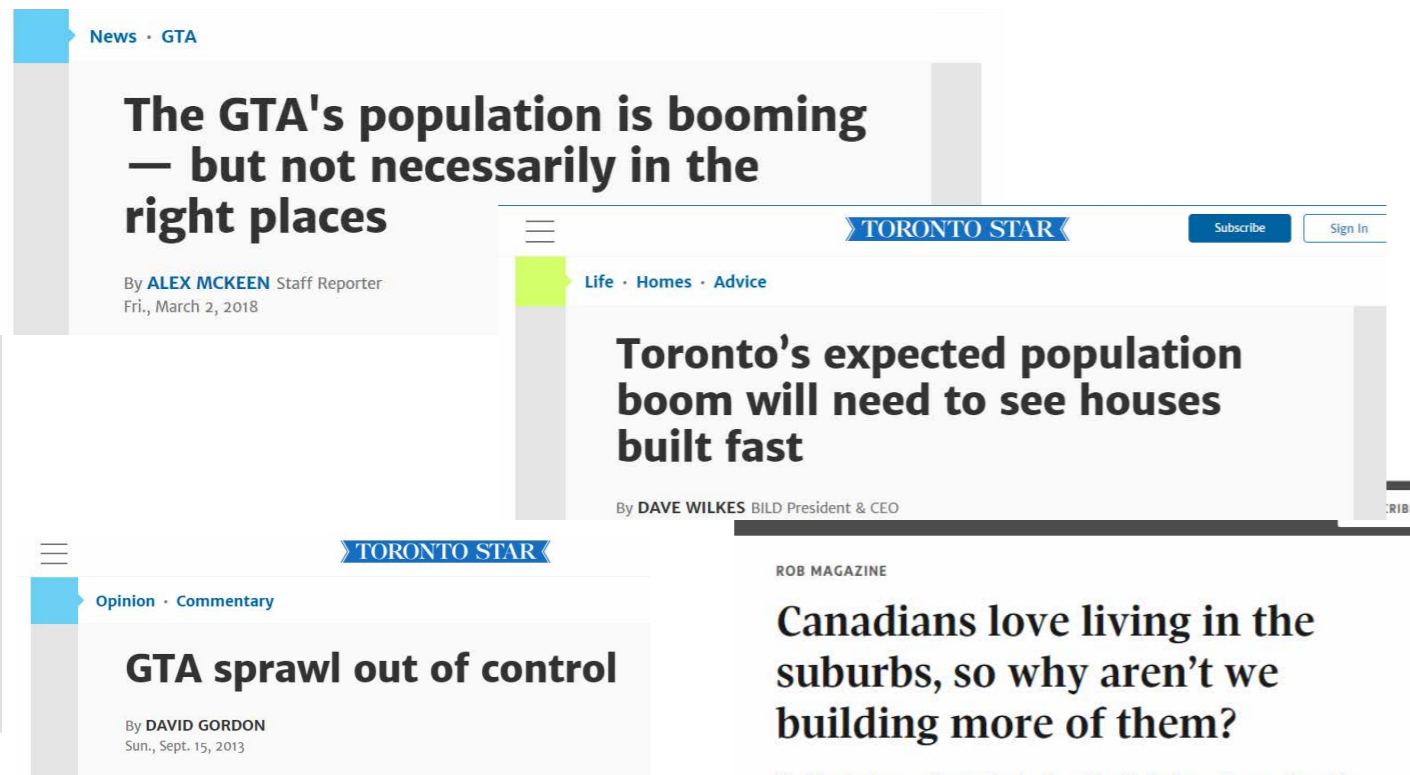 News · GTA
The GTA's population is booming
— but not necessarily in the
right places
By ALEX MCKEEN Staff Reporter
Fri., March 2, 2018
TORONTO STAR
Subscribe
Sign In
Life · Homes · Advice
Toronto’s expected population
boom will need to see houses
built fast
By DAVE WILKES BILD President & CEO
TORONTO STAR
Opinion · Commentary
GTA sprawl out of control
By DAVID GORDON
Sun., Sept. 15, 2013
ROB MAGAZINE
Canadians love living in the
suburbs, so why aren’t we
building more of them?